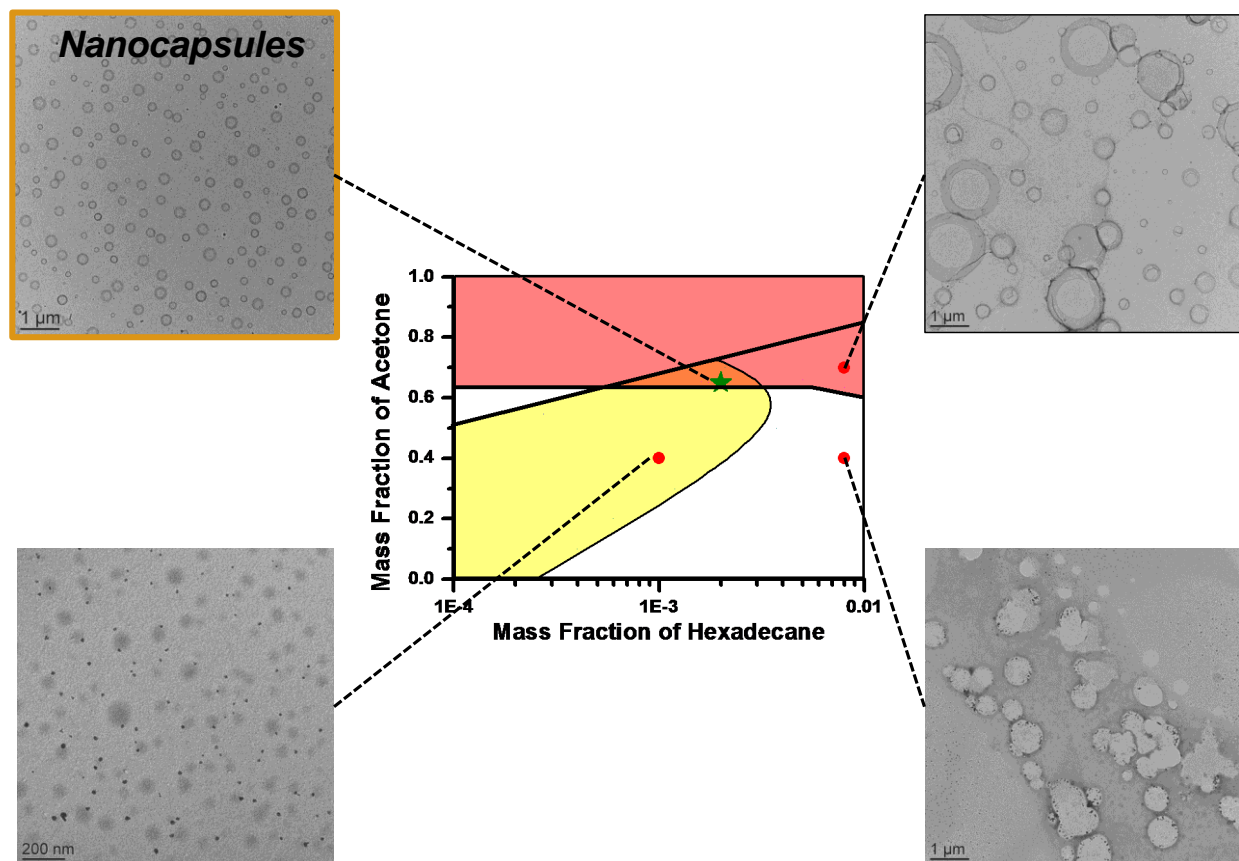 Nanocapsules
1 µm
1 µm
1.0
0.8
0.6
0.4
0.2
0.0
Mass Fraction of Acetone
1E-4
1E-3
0.01
Mass Fraction of Hexadecane
200 nm
1 µm